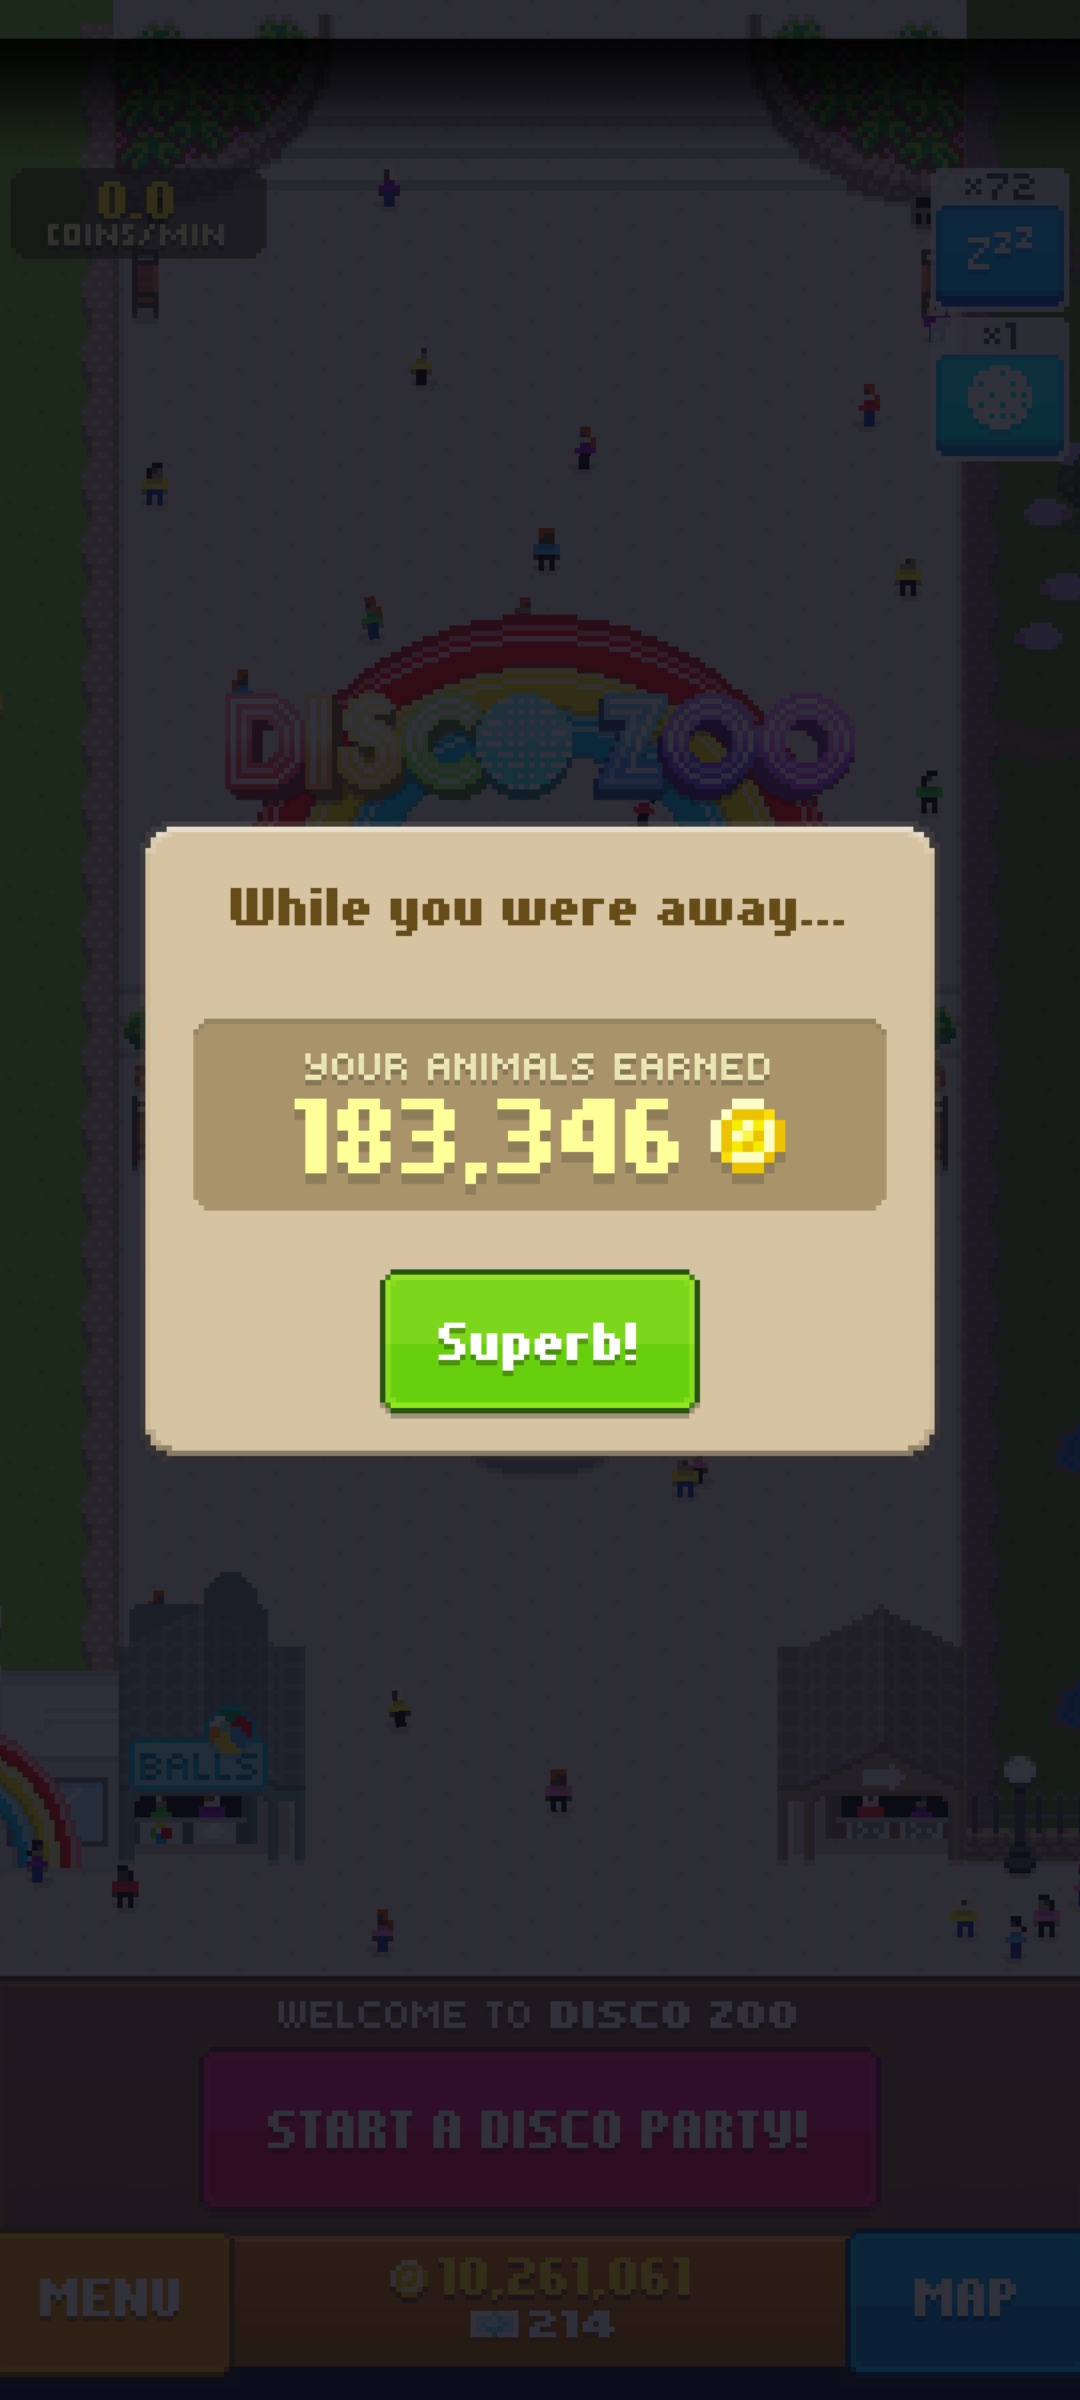 0.0
COINS/MIN
x72
zzz
x1
DISCO ZOO
While you were away...
YOUR ANIMALS EARNED
183,346
Superb!
BALLS
WELCOME TO DISCO ZOO
START A DISCO PARTY!
MENU
10,261,061
214
MAP